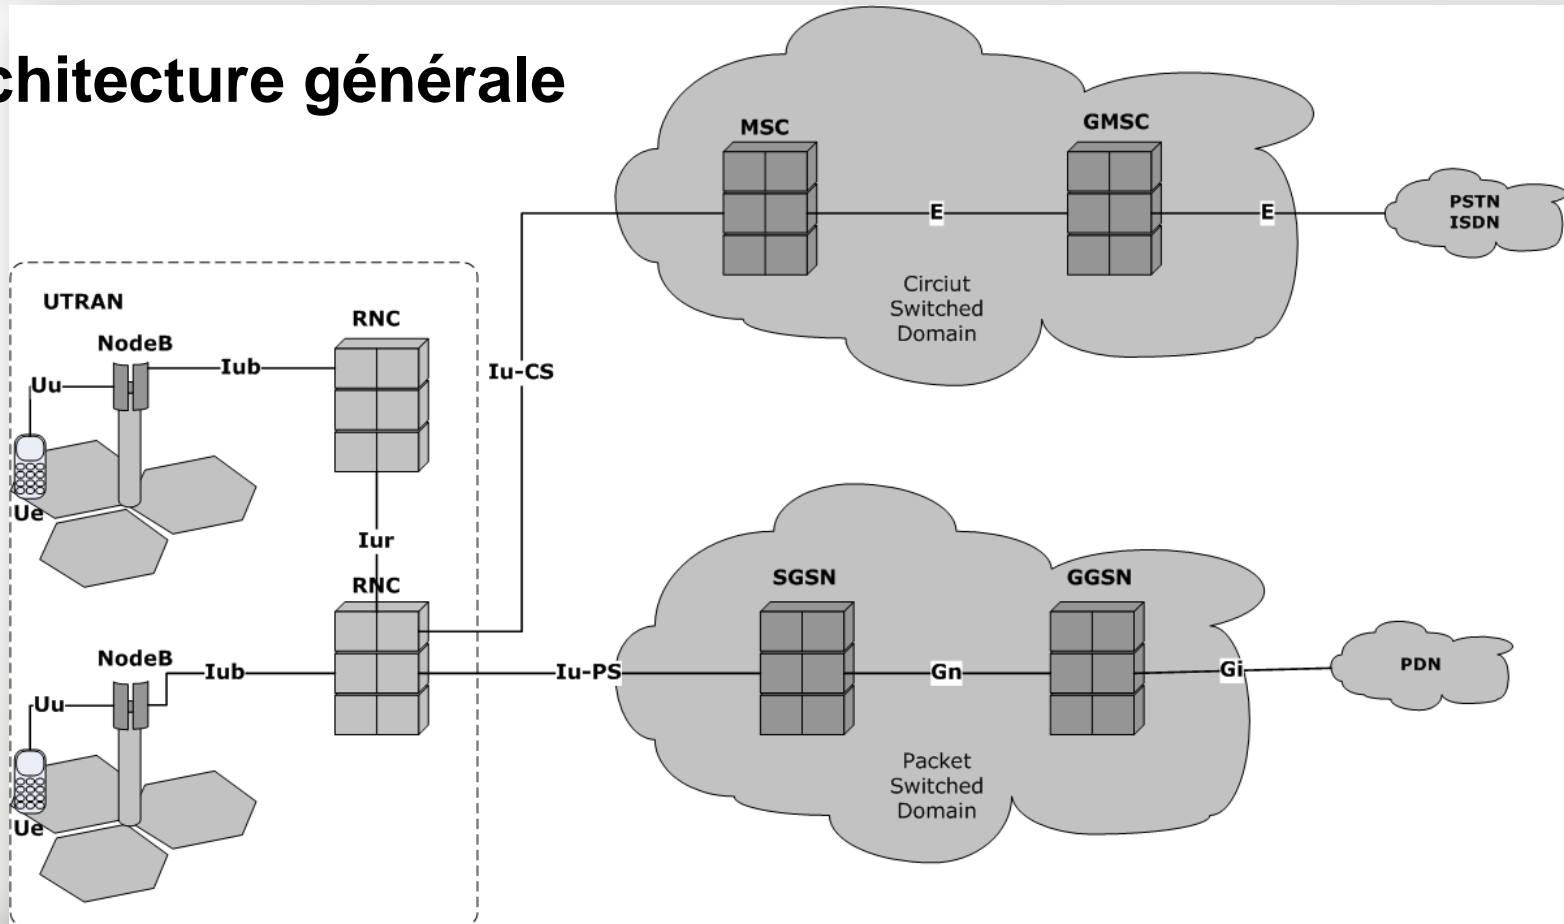 chitecture générale
MSC
GMSC
E
E
PSTN
ISDN
Circiut
Switched
Domain
UTRAN
RNC
NodeB
Iub
Uu
Ue
Iu-CS
Iur
RNC
NodeB
Iub
Uu
Ue
Iu-PS
SGSN
GGSN
Gn
Gi
PDN
Packet
Switched
Domain